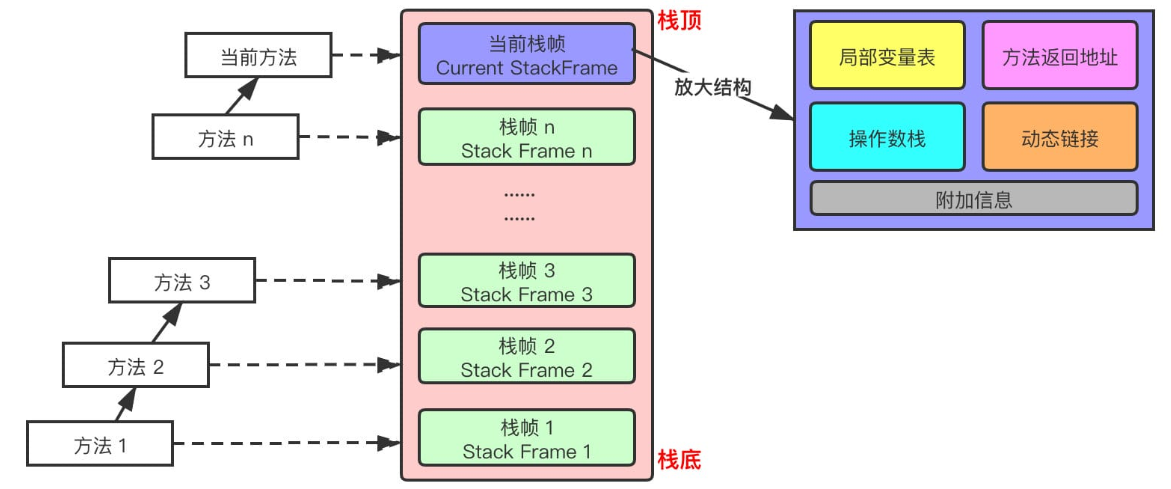 栈顶
当前方法
当前栈帧
Current StackFrame
局部变量表
方法返回地址
放大结构
方法 n
栈帧 n
Stack Frame n
操作数栈
动态链接
......
......
附加信息
方法 3
栈帧 3
Stack Frame 3
方法 2
栈帧 2
Stack Frame 2
方法 1
栈帧 1
Stack Frame 1
栈底